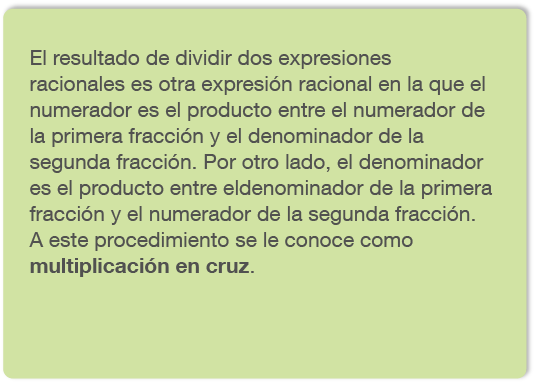 El resultado de dividir dos expresiones
racionales es otra expresión racional en la que el
numerador es el producto entre el numerador de
la primera fracción y el denominador de la
segunda fracción. Por otro lado, el denominador
es el producto entre eldenominador de la primera
fracción y el numerador de la segunda fracción.
A este procedimiento se le conoce como
multiplicación en cruz.